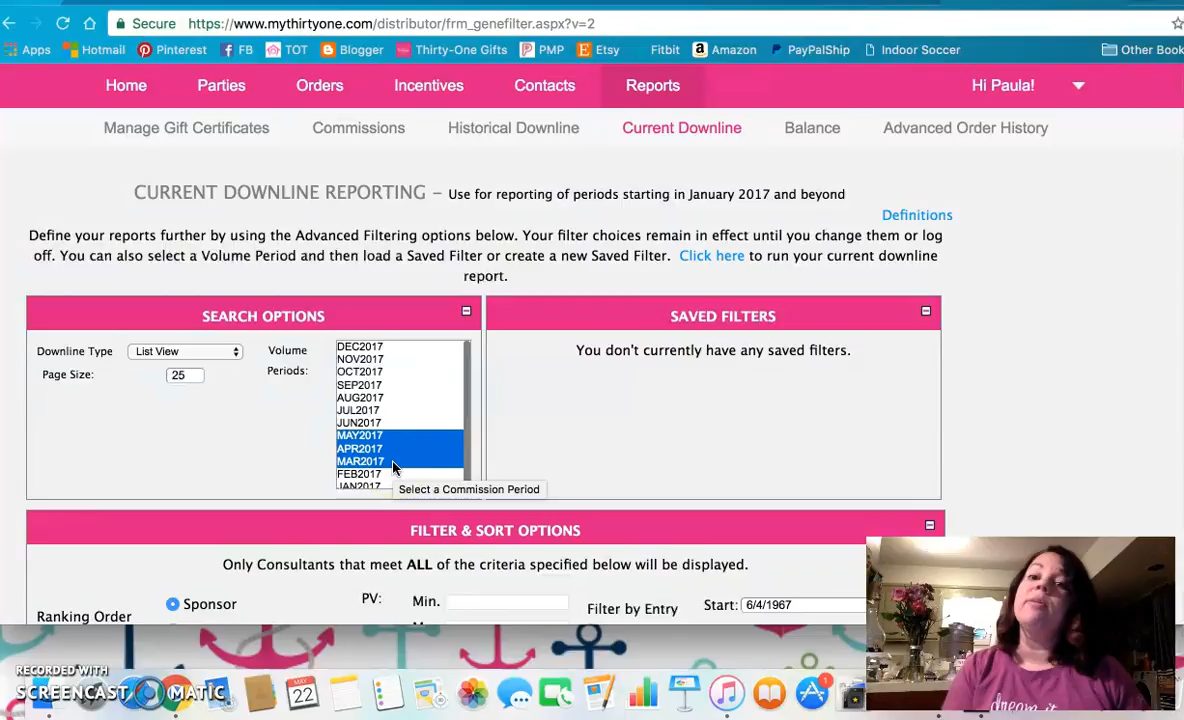 Secure https://www.mythirtyone.com/distributor/frm_genefilter.aspx?v=2
Apps Hotmail Pinterest FB TOT Blogger Thirty-One Gifts PMP Etsy Fitbit Amazon PayPalShip Indoor Soccer Other Book
Home Parties Orders Incentives Contacts Reports Hi Paula!
Manage Gift Certificates Commissions Historical Downline Current Downline Balance Advanced Order History
CURRENT DOWNLINE REPORTING – Use for reporting of periods starting in January 2017 and beyond
Definitions
Define your reports further by using the Advanced Filtering options below. Your filter choices remain in effect until you change them or log
off. You can also select a Volume Period and then load a Saved Filter or create a new Saved Filter. Click here to run your current downline
report.
SEARCH OPTIONS SAVED FILTERS
Downline Type List View Volume
Periods:
Page Size: 25
DEC2017
NOV2017
OCT2017
SEP2017
AUG2017
JUL2017
JUN2017
MAY2017
APR2017
MAR2017
FEB2017
JAN2017
You don't currently have any saved filters.
Select a Commission Period
FILTER & SORT OPTIONS
Only Consultants that meet ALL of the criteria specified below will be displayed.
Ranking Order Sponsor PV: Min. Filter by Entry Start: 6/4/1967
RECORDED WITH
SCREENCAST MATIC
MAY
22
1
dream it